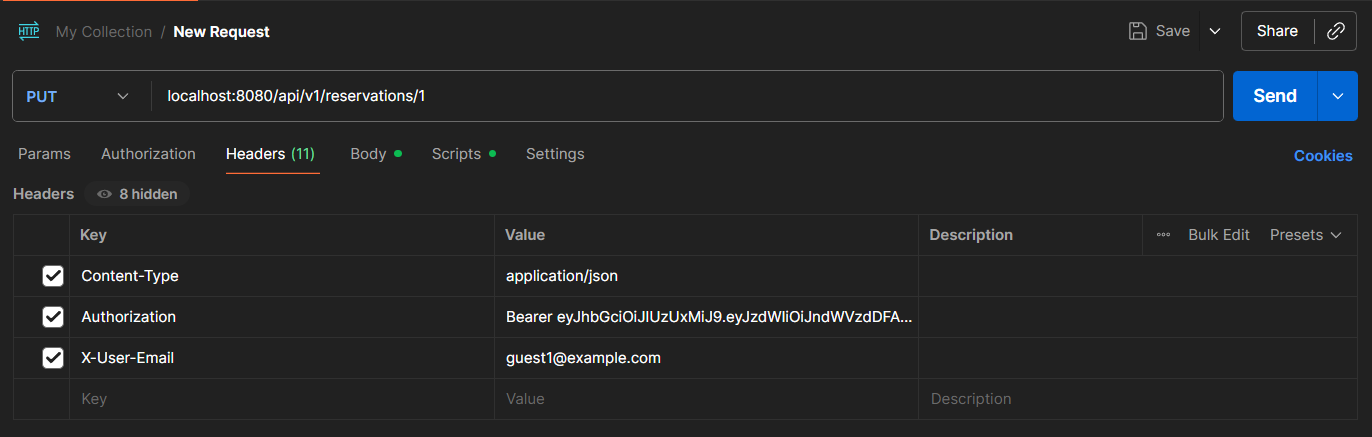 HTTP My Collection / New Request Save Share
PUT localhost:8080/api/v1/reservations/1 Send
Params Authorization Headers (11) Body Scripts Settings Cookies
Headers 8 hidden
Key Value Description Bulk Edit Presets
Content-Type application/json
Authorization Bearer eyJhbGciOiJIUzUxMiJ9.eyJzdWIiOiJndWVzdDFA...
X-User-Email guest1@example.com
Key Value Description